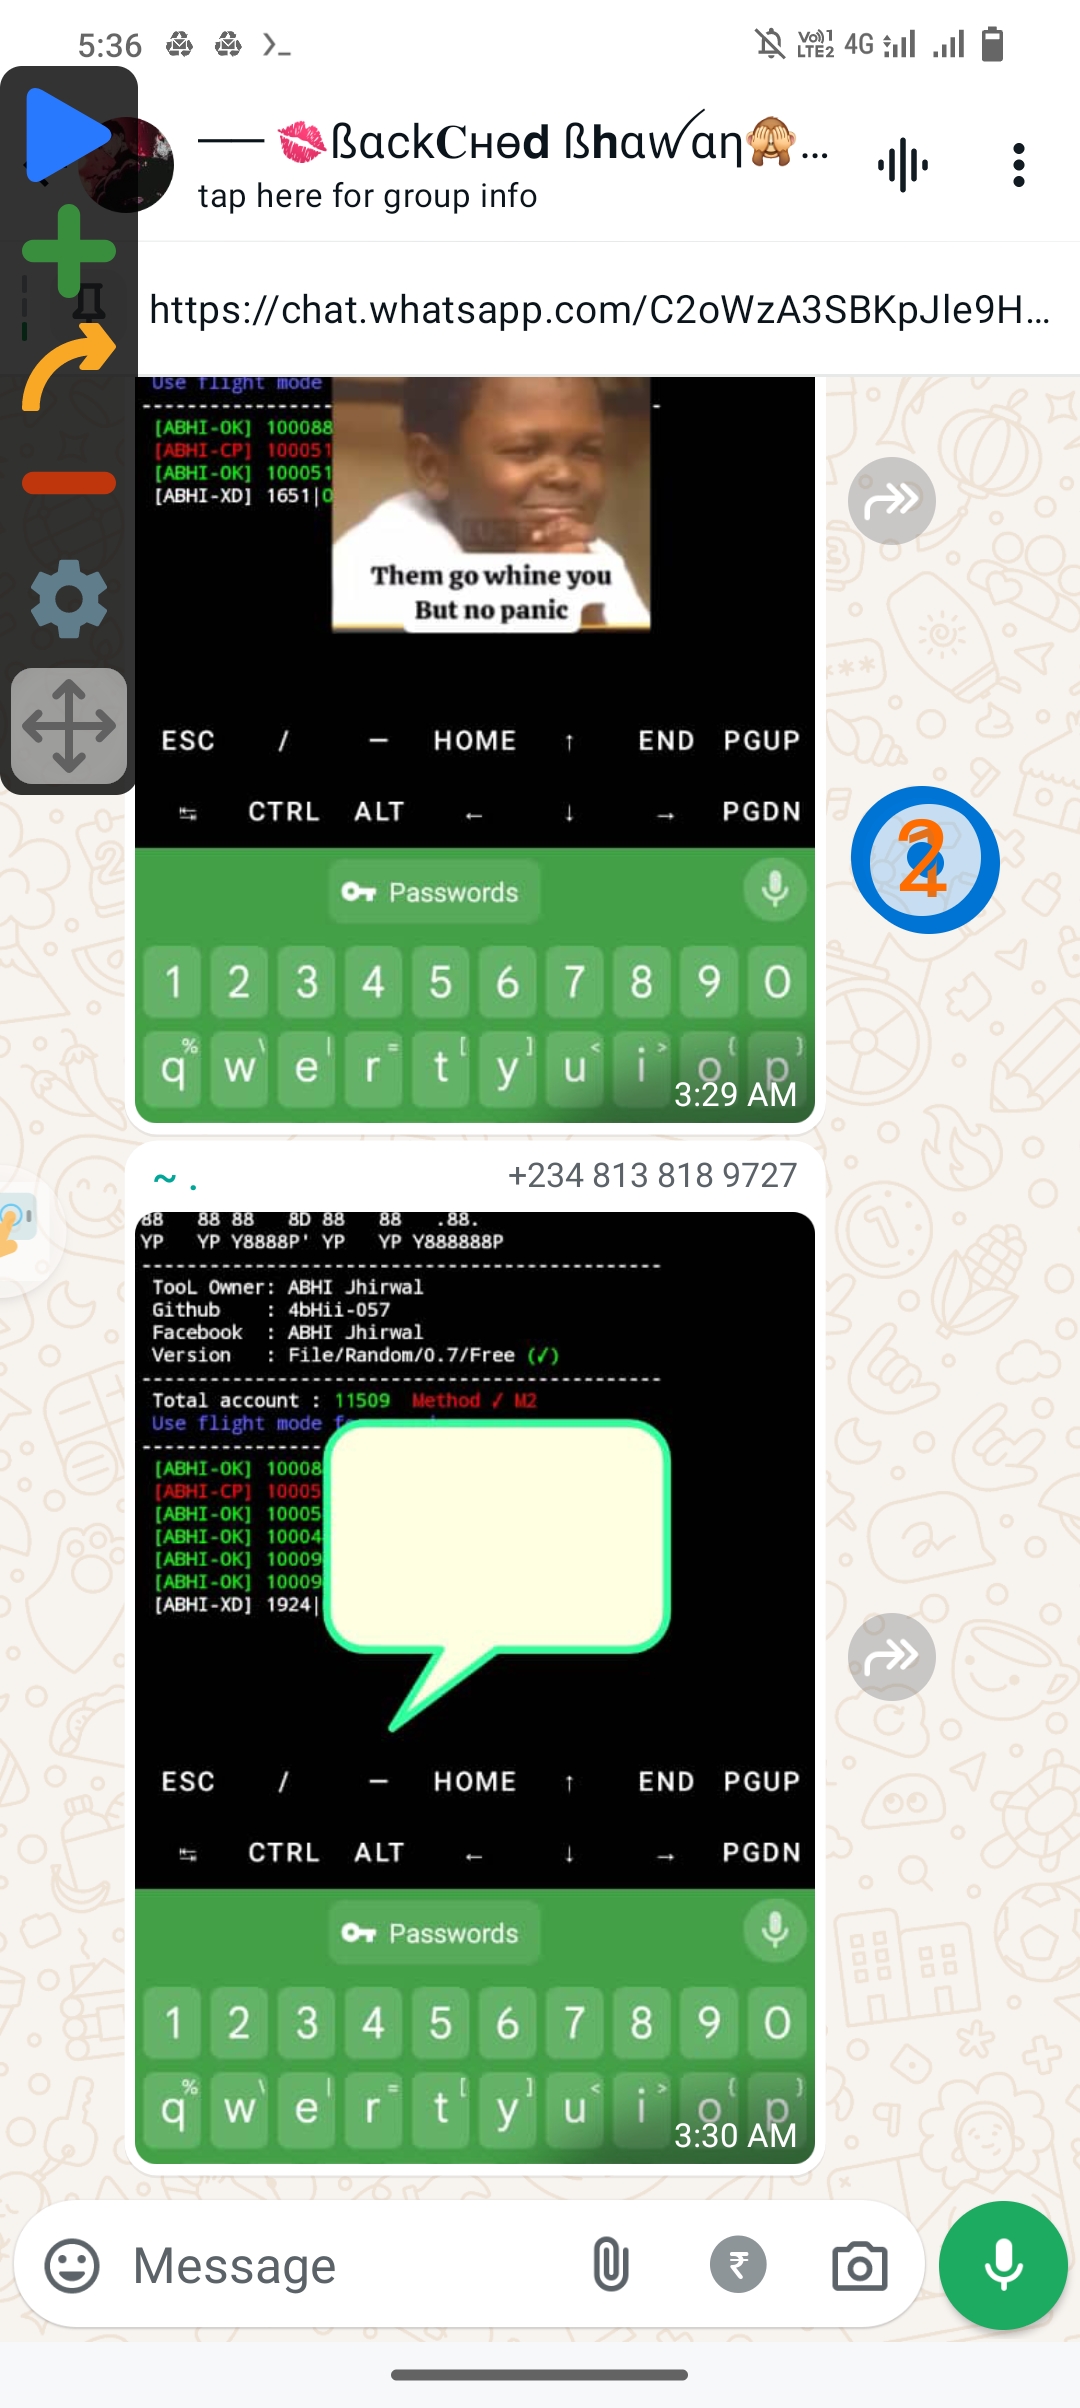 5:36
Vo)) 1
LTE2 4G
—— 💋ßɑckCʜɵd ßhɑwɑղ🙈...
tap here for group info
https://chat.whatsapp.com/C2oWzA3SBKpJle9H...
Use flight mode
[ABHI-OK] 100088
[ABHI-CP] 100051
[ABHI-OK] 100051
[ABHI-XD] 1651|0
Them go whine you
But no panic
ESC / — HOME ↑ END PGUP
CTRL ALT ← ↓ → PGDN
Passwords
1 2 3 4 5 6 7 8 9 0
q% w\ e| r= t[ y] u< i> o{ p}
3:29 AM
~ . +234 813 818 9727
88 88 88 8D 88 88 .88.
YP YP Y8888P' YP YP Y888888P
TooL Owner: ABHI Jhirwal
Github : 4bHii-057
Facebook : ABHI Jhirwal
Version : File/Random/0.7/Free (✓)
Total account : 11509 Method / M2
Use flight mode
[ABHI-OK] 10008
[ABHI-CP] 10005
[ABHI-OK] 10005
[ABHI-OK] 10004
[ABHI-OK] 10009
[ABHI-OK] 10009
[ABHI-XD] 1924|
ESC / — HOME ↑ END PGUP
CTRL ALT ← ↓ → PGDN
Passwords
1 2 3 4 5 6 7 8 9 0
q% w\ e| r= t[ y] u< i> o{ p}
3:30 AM
Message
₹